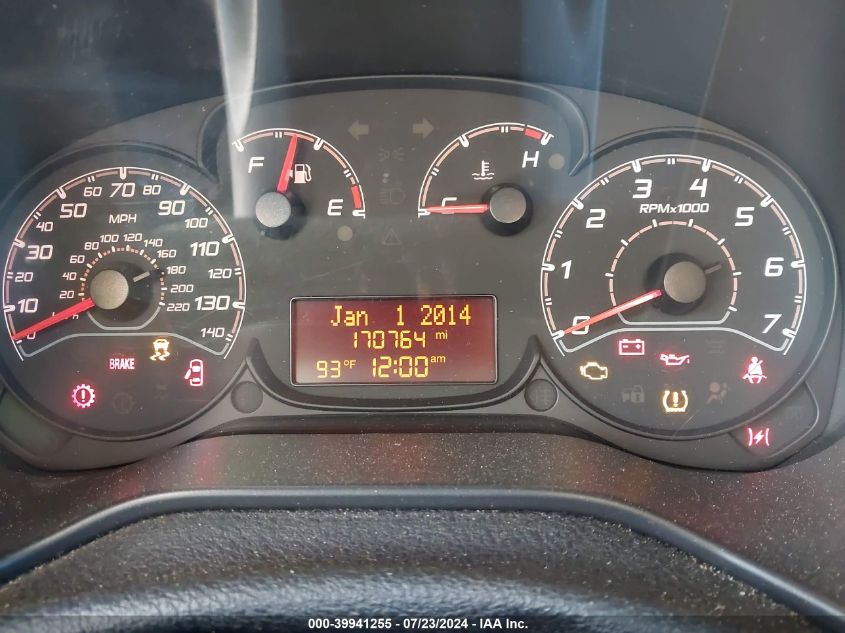 F E
C H
10 20 30 40 50 60 70 80 90 100 110 120 130 140
MPH
20 40 60 80 100 120 140 160 180 200 220
0 1 2 3 4 5 6 7
RPMx1000
Jan 1 2014
170764 mi
93°F 12:00am
BRAKE
000-39941255 - 07/23/2024 - IAA Inc.